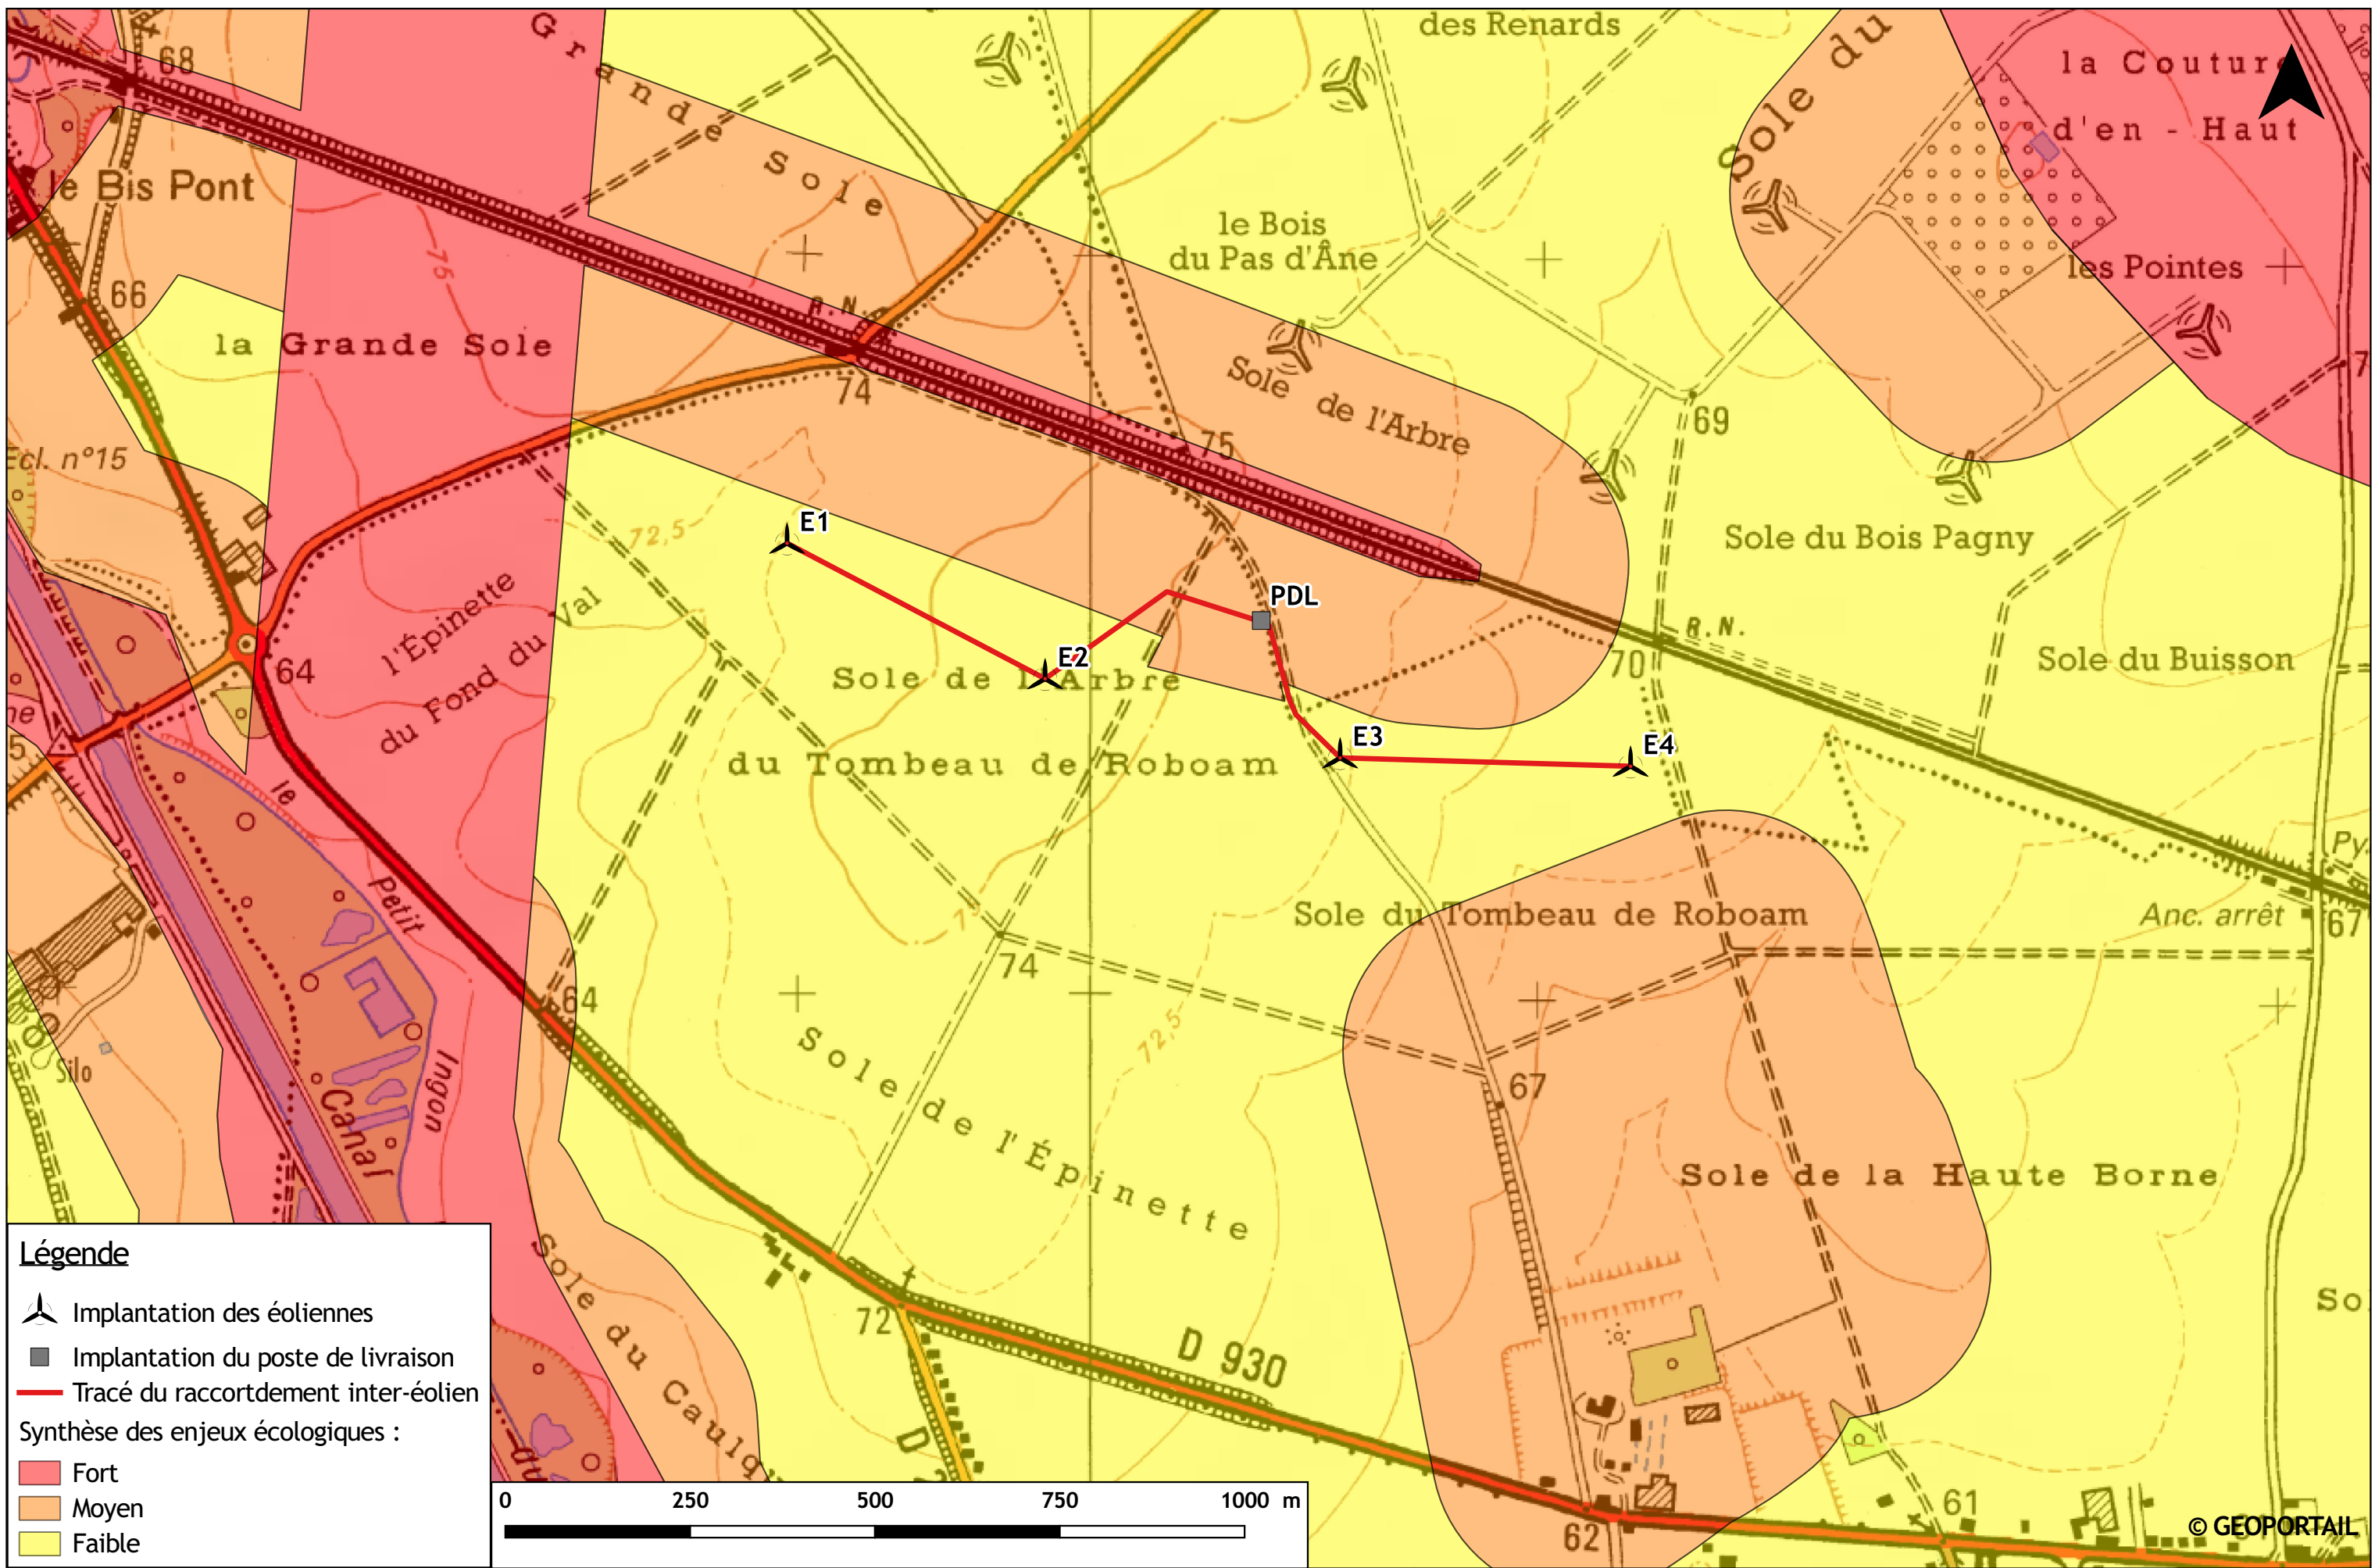 Grande Sole
des Renards
Sole du
la Couture
d'en - Haut
68
le Bis Pont
le Bois
du Pas d'Âne
les Pointes
66
75
R. N.
la Grande Sole
74
Sole de l'Arbre
69
75
Ecl. n°15
72,5
E1
Sole du Bois Pagny
l'Épinette
du Fond du Val
PDL
R. N.
64
E2
Sole de l'Arbre
70
Sole du Buisson
E3
E4
du Tombeau de Roboam
le Petit Ingon
Sole du Tombeau de Roboam
Anc. arrêt
67
74
64
72,5
Silo
Canal
Sole de l'Épinette
67
Sole de la Haute Borne
Sole du Caulq
72
D 930
D
So
62
61
Légende
Implantation des éoliennes
Implantation du poste de livraison
Tracé du raccortdement inter-éolien
Synthèse des enjeux écologiques :
Fort
Moyen
Faible
0 250 500 750 1000 m
© GEOPORTAIL